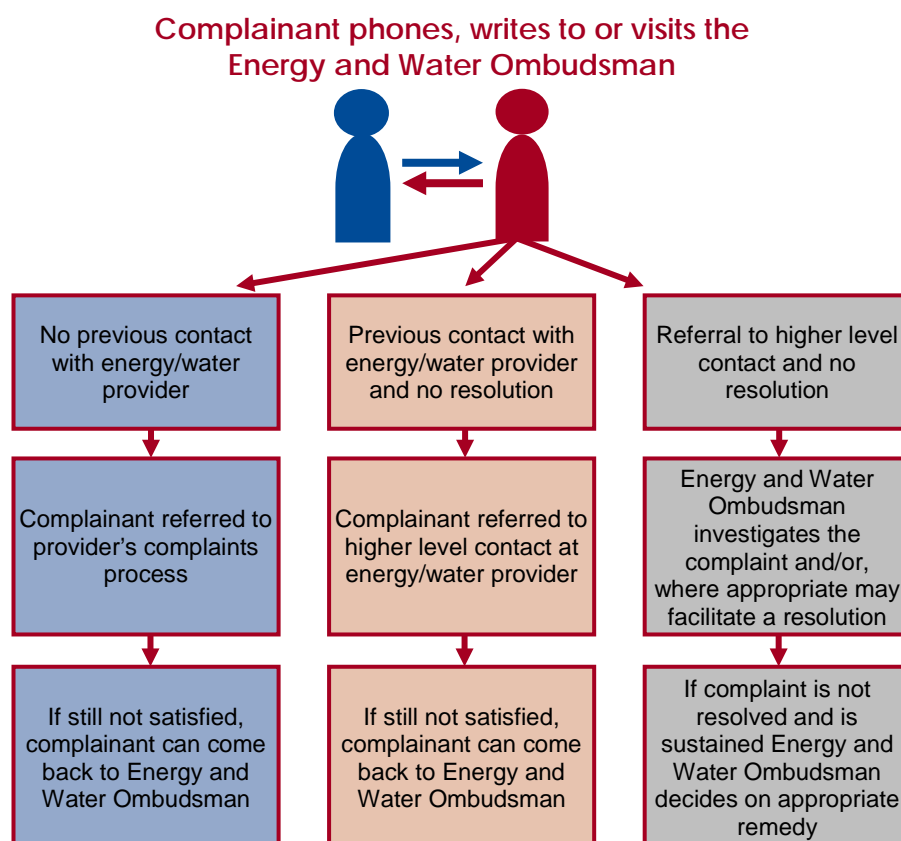 Complainant phones, writes to or visits the
Energy and Water Ombudsman
No previous contact
with energy/water
provider
Complainant referred to
provider’s complaints
process
If still not satisfied,
complainant can come
back to Energy and
Water Ombudsman
Previous contact with
energy/water provider
and no resolution
Complainant referred to
higher level contact at
energy/water provider
If still not satisfied,
complainant can come
back to Energy and
Water Ombudsman
Referral to higher level
contact and no
resolution
Energy and Water
Ombudsman
investigates the
complaint and/or,
where appropriate may
facilitate a resolution
If complaint is not
resolved and is
sustained Energy and
Water Ombudsman
decides on appropriate
remedy